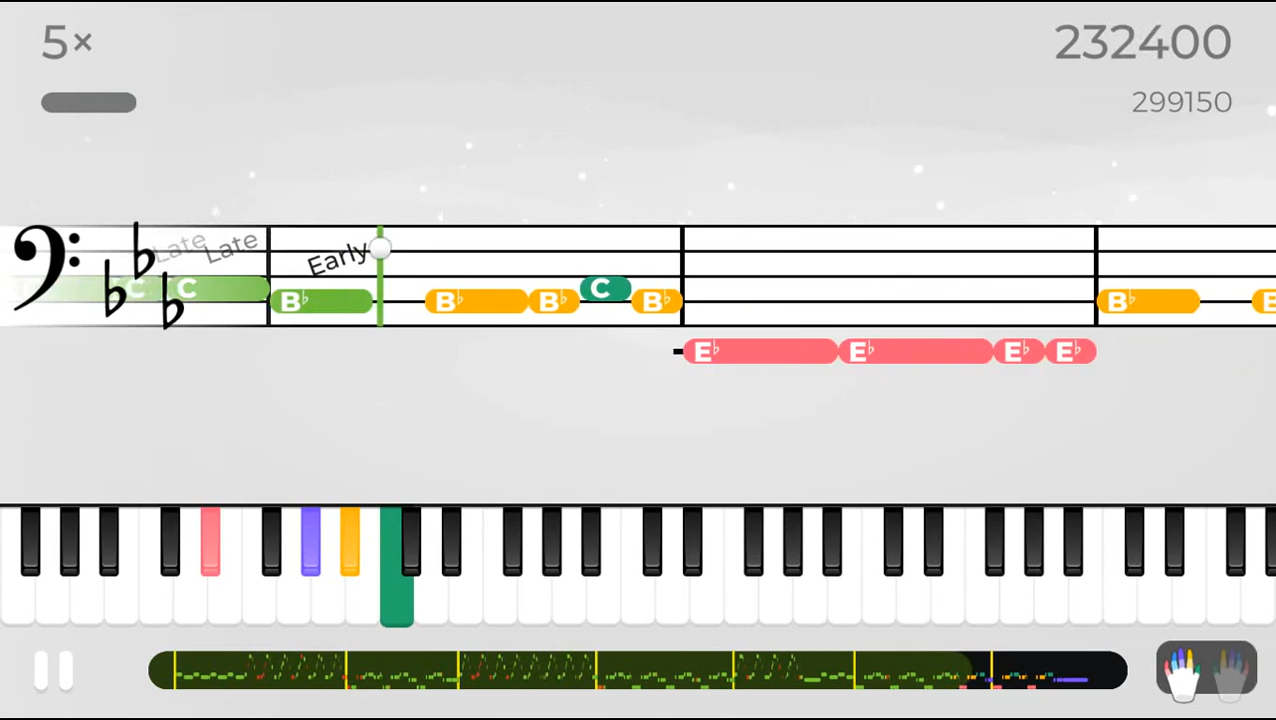 5×
232400
299150
Late Late
Early
C C
B♭ B♭ B♭ C B♭ B♭
E♭ E♭ E♭ E♭